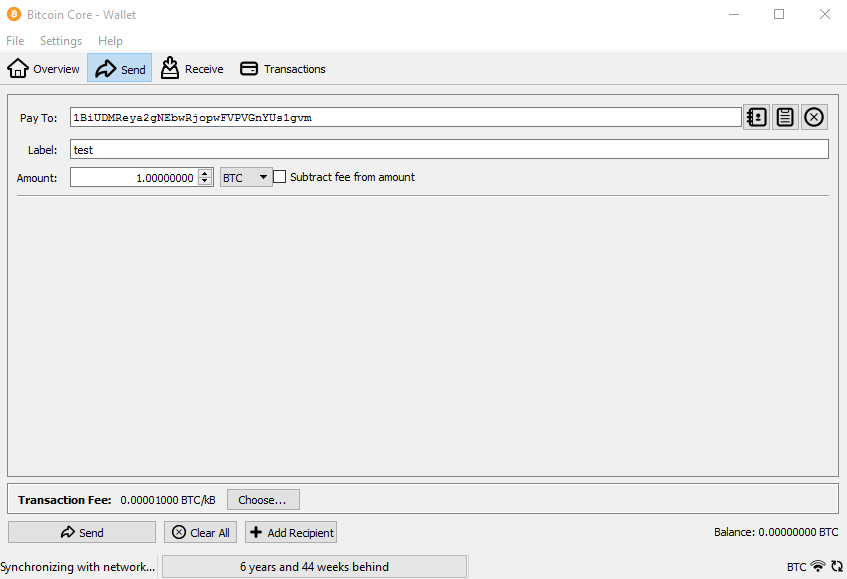 Bitcoin Core - Wallet
File Settings Help
Overview Send Receive Transactions
Pay To: 1BiUDMReya2gNEbwRjopwFVPVGnYUs1gvm
Label: test
Amount: 1.00000000 BTC Subtract fee from amount
Transaction Fee: 0.00001000 BTC/kB Choose...
Send Clear All Add Recipient Balance: 0.00000000 BTC
Synchronizing with network... 6 years and 44 weeks behind BTC